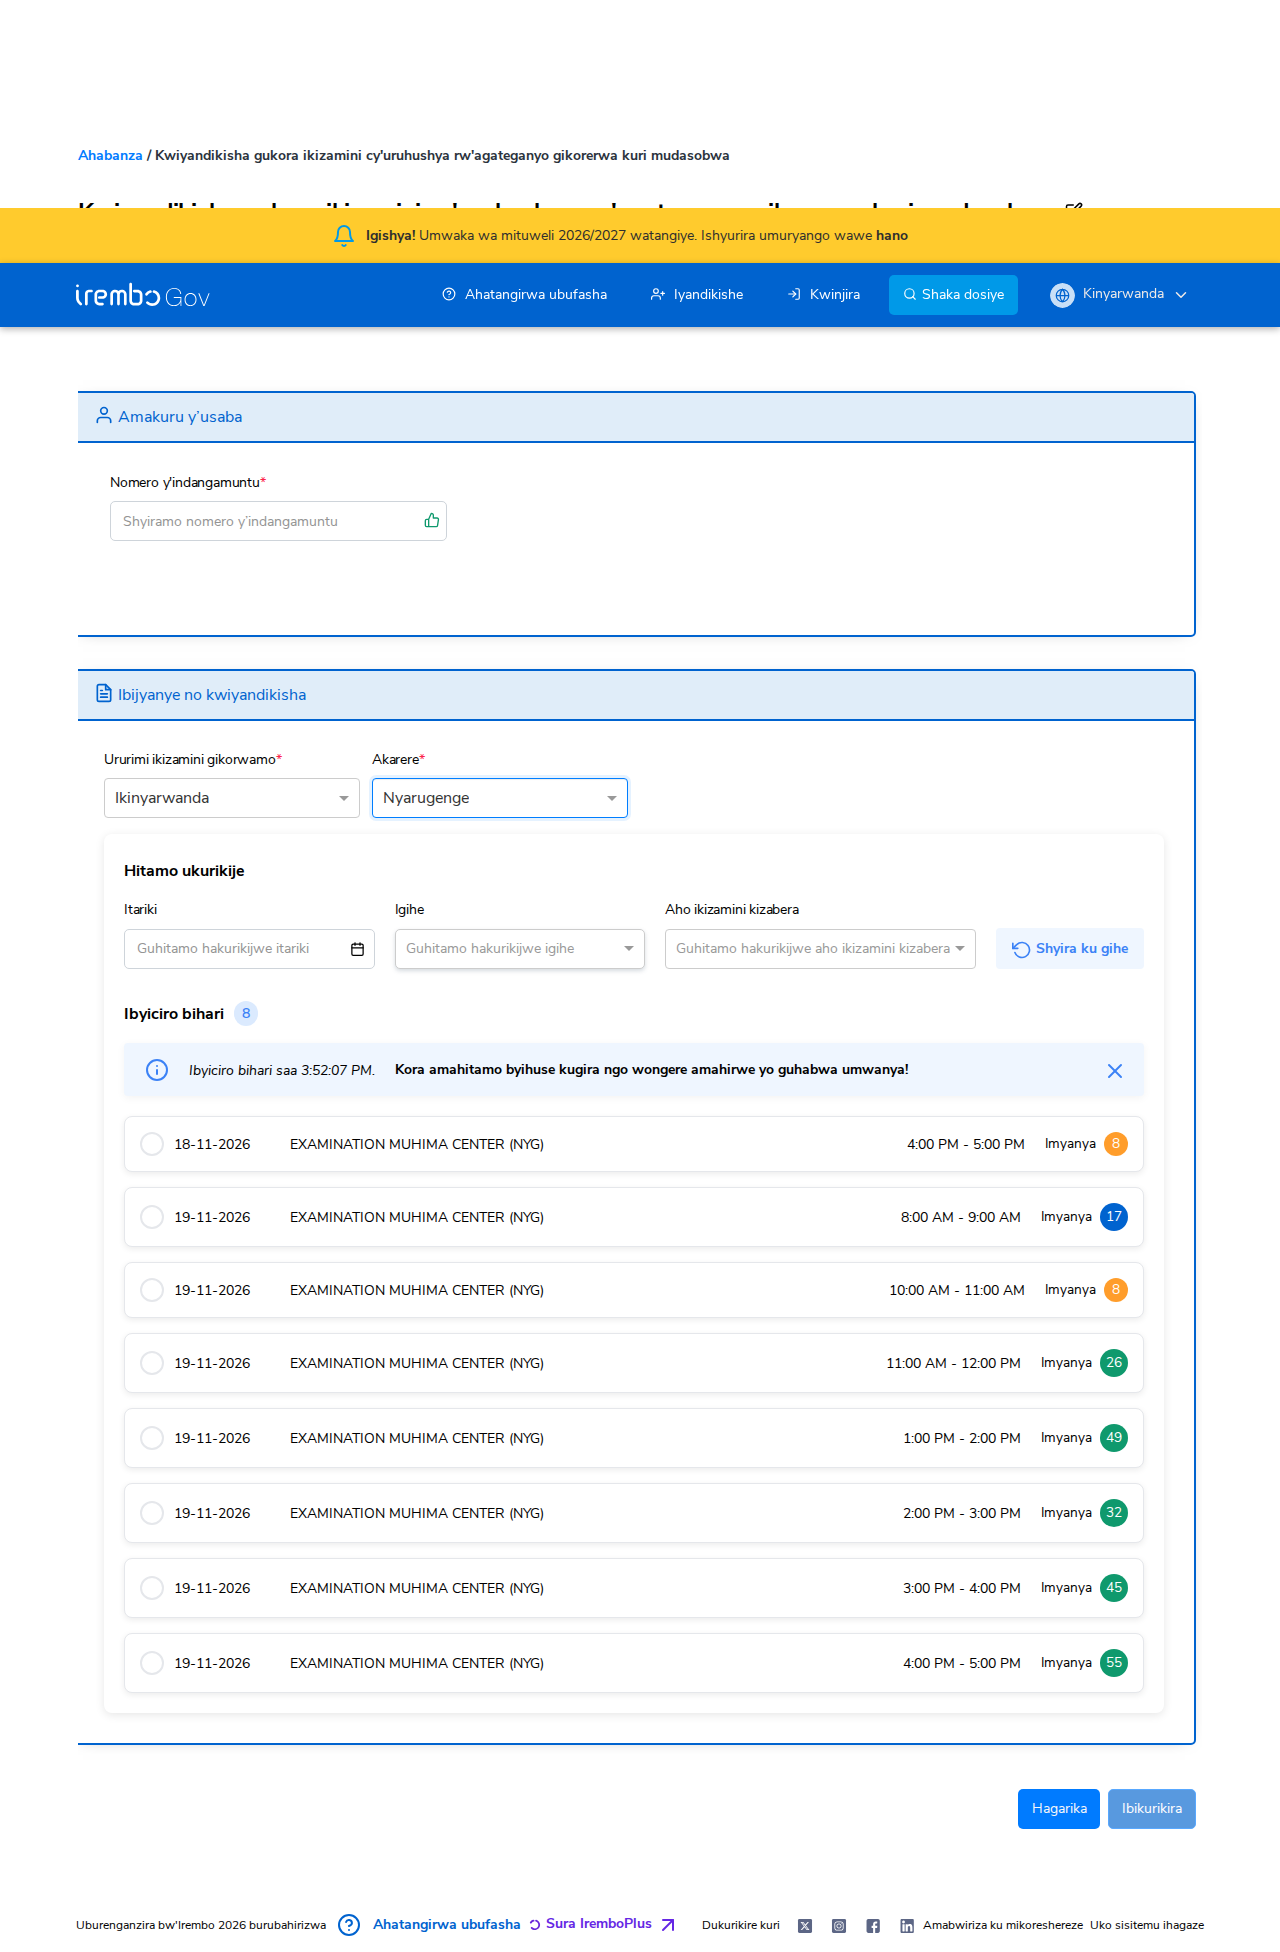 Ahabanza / Kwiyandikisha gukora ikizamini cy'uruhushya rw'agateganyo gikorerwa kuri mudasobwa
Igishya! Umwaka wa mituweli 2026/2027 watangiye. Ishyurira umuryango wawe hano
irembo Gov
Ahatangirwa ubufasha
Iyandikishe
Kwinjira
Shaka dosiye
Kinyarwanda
Amakuru y’usaba
Nomero y'indangamuntu*
Shyiramo nomero y’indangamuntu
Ibijyanye no kwiyandikisha
Ururimi ikizamini gikorwamo* Akarere*
Ikinyarwanda Nyarugenge
Hitamo ukurikije
Itariki Igihe Aho ikizamini kizabera
Guhitamo hakurikijwe itariki Guhitamo hakurikijwe igihe Guhitamo hakurikijwe aho ikizamini kizabera Shyira ku gihe
Ibyiciro bihari 8
Ibyiciro bihari saa 3:52:07 PM. Kora amahitamo byihuse kugira ngo wongere amahirwe yo guhabwa umwanya!
18-11-2026 EXAMINATION MUHIMA CENTER (NYG) 4:00 PM - 5:00 PM Imyanya 8
19-11-2026 EXAMINATION MUHIMA CENTER (NYG) 8:00 AM - 9:00 AM Imyanya 17
19-11-2026 EXAMINATION MUHIMA CENTER (NYG) 10:00 AM - 11:00 AM Imyanya 8
19-11-2026 EXAMINATION MUHIMA CENTER (NYG) 11:00 AM - 12:00 PM Imyanya 26
19-11-2026 EXAMINATION MUHIMA CENTER (NYG) 1:00 PM - 2:00 PM Imyanya 49
19-11-2026 EXAMINATION MUHIMA CENTER (NYG) 2:00 PM - 3:00 PM Imyanya 32
19-11-2026 EXAMINATION MUHIMA CENTER (NYG) 3:00 PM - 4:00 PM Imyanya 45
19-11-2026 EXAMINATION MUHIMA CENTER (NYG) 4:00 PM - 5:00 PM Imyanya 55
Hagarika Ibikurikira
Uburenganzira bw'Irembo 2026 burubahirizwa Ahatangirwa ubufasha Sura IremboPlus Dukurikire kuri Amabwiriza ku mikoreshereze Uko sisitemu ihagaze